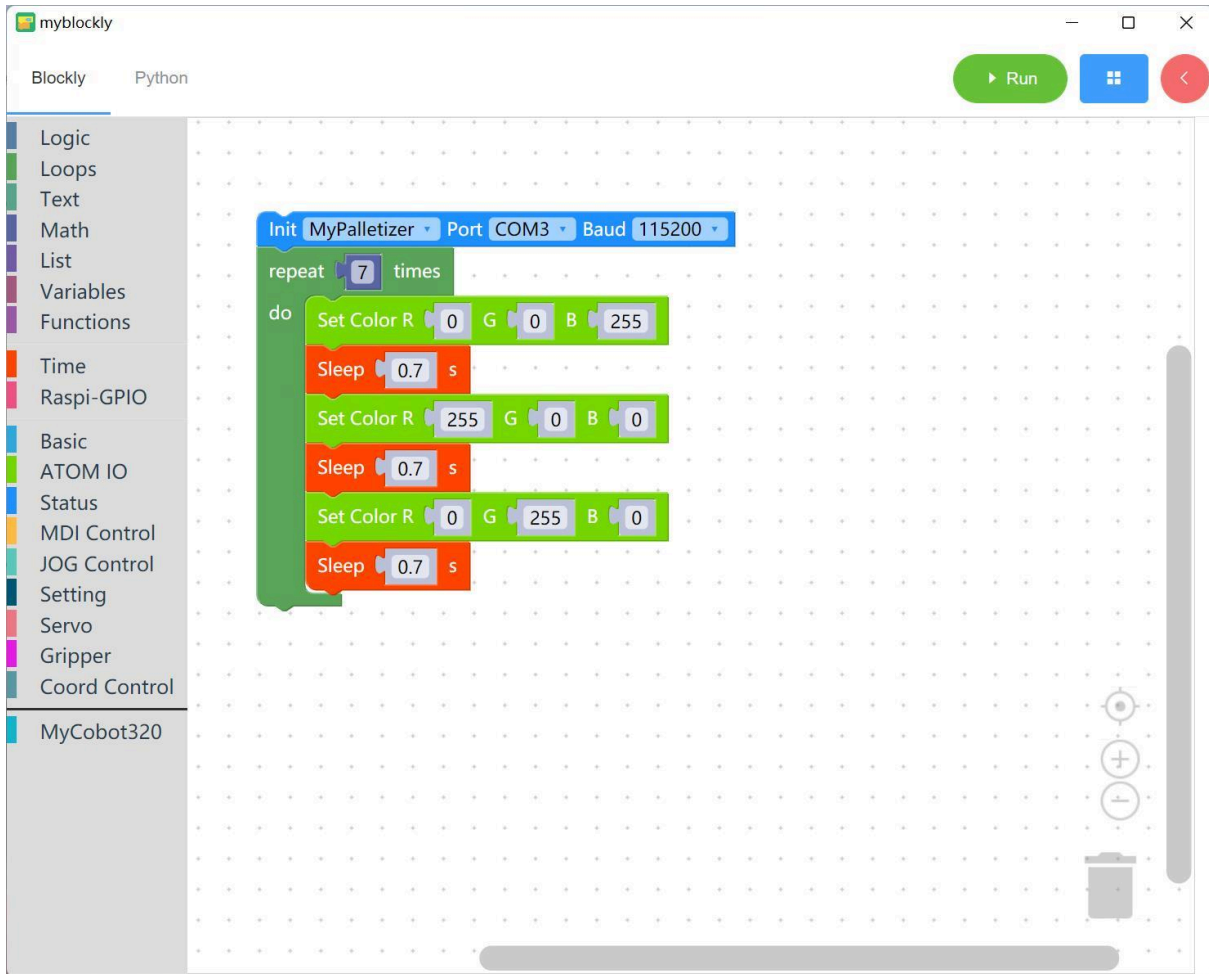 myblockly
Blockly Python Run
Logic
Loops
Text
Math
List
Variables
Functions
Time
Raspi-GPIO
Basic
ATOM IO
Status
MDI Control
JOG Control
Setting
Servo
Gripper
Coord Control
MyCobot320
Init MyPalletizer Port COM3 Baud 115200
repeat 7 times
do Set Color R 0 G 0 B 255
Sleep 0.7 s
Set Color R 255 G 0 B 0
Sleep 0.7 s
Set Color R 0 G 255 B 0
Sleep 0.7 s